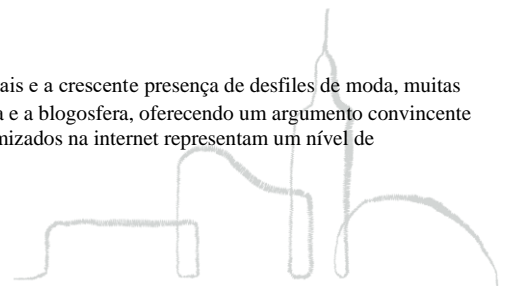 ais e a crescente presença de desfiles de moda, muitas
a e a blogosfera, oferecendo um argumento convincente
mizados na internet representam um nível de